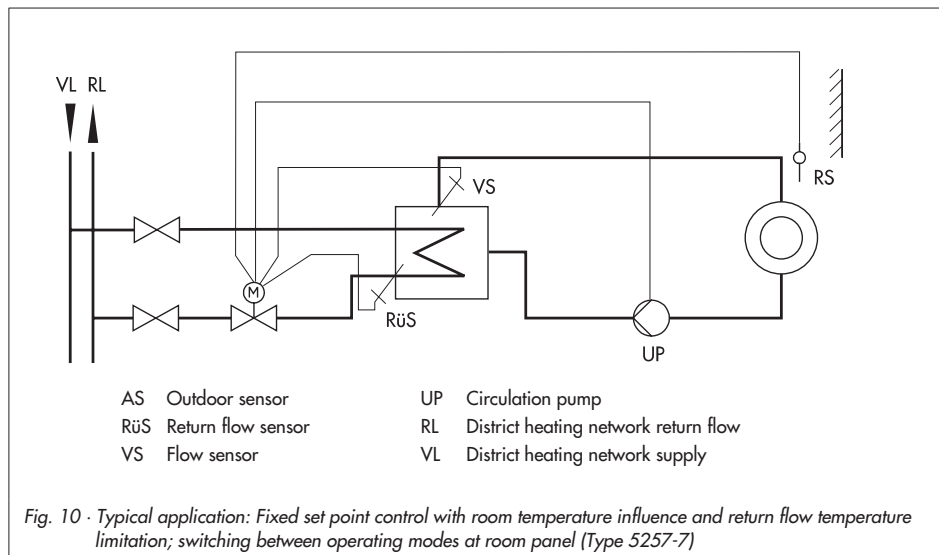 VL RL
VS
RS
M
RüS
UP
AS Outdoor sensor
RüS Return flow sensor
VS Flow sensor
UP Circulation pump
RL District heating network return flow
VL District heating network supply
Fig. 10 · Typical application: Fixed set point control with room temperature influence and return flow temperature
limitation; switching between operating modes at room panel (Type 5257-7)